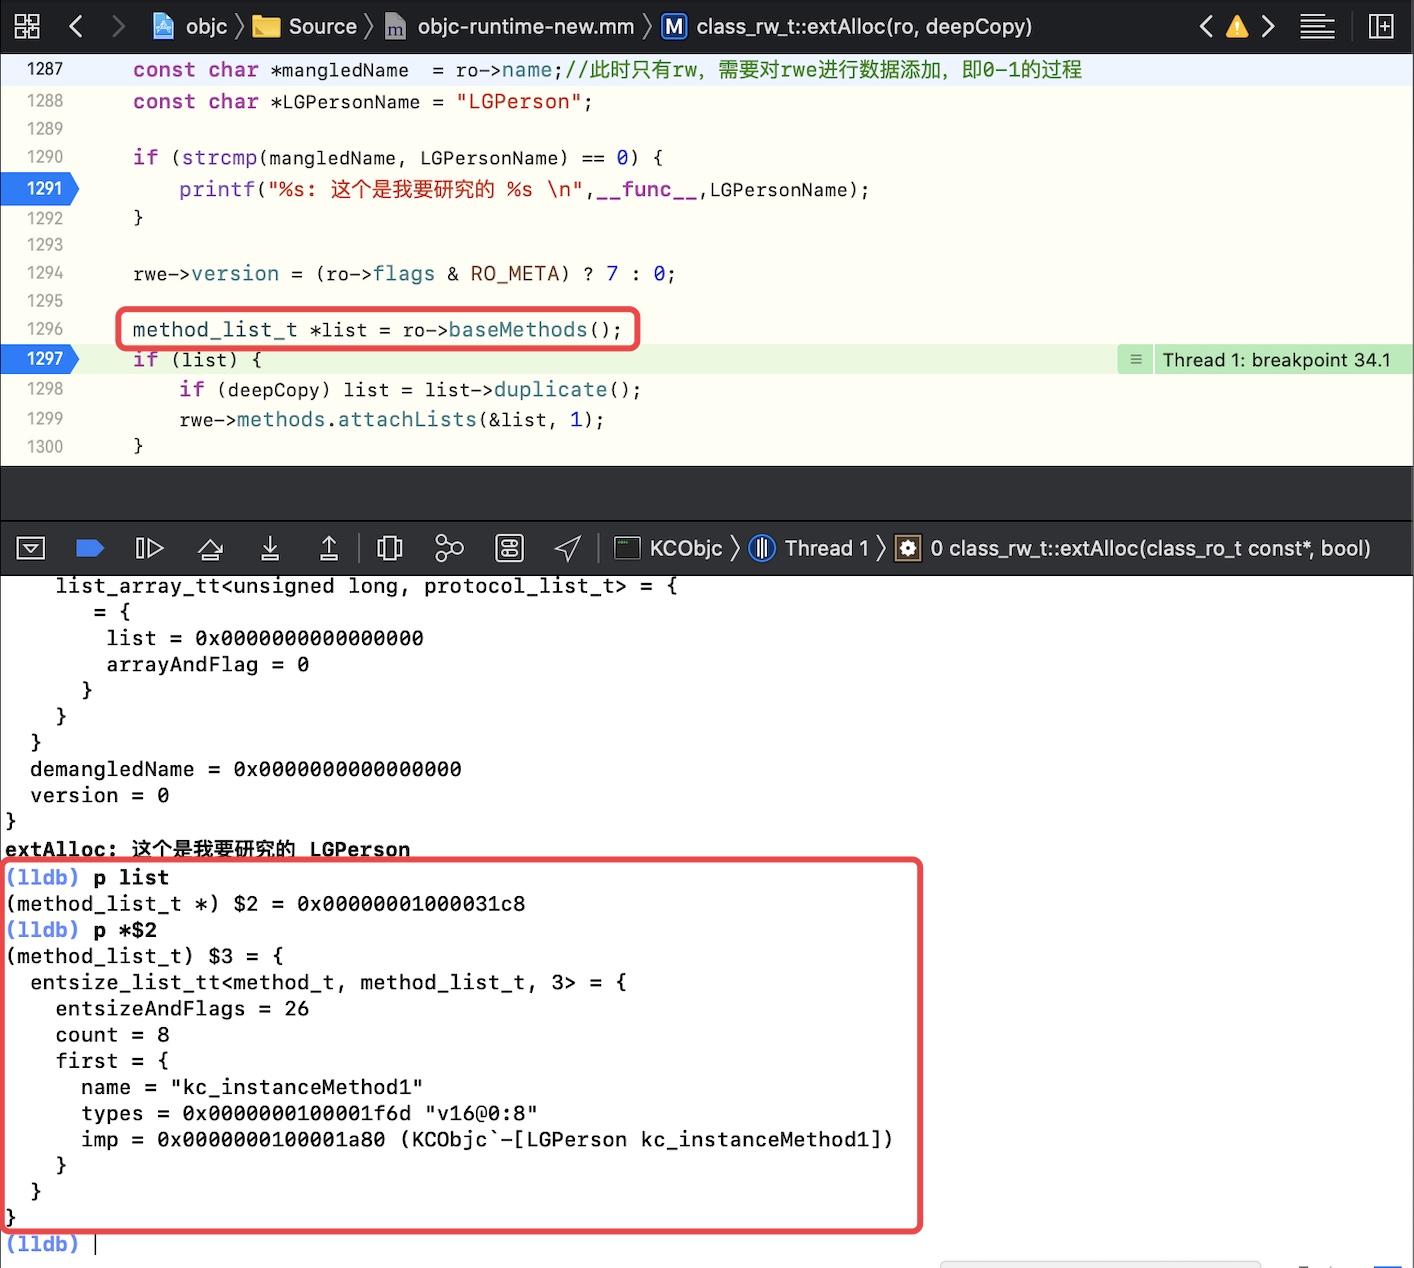 objc 〉 Source 〉 objc-runtime-new.mm 〉 M class_rw_t::extAlloc(ro, deepCopy)
1287 const char *mangledName  = ro->name;//此时只有rw，需要对rwe进行数据添加，即0-1的过程
1288 const char *LGPersonName = "LGPerson";
1289
1290 if (strcmp(mangledName, LGPersonName) == 0) {
1291 printf("%s: 这个是我要研究的 %s \n",__func__,LGPersonName);
1292 }
1293
1294 rwe->version = (ro->flags & RO_META) ? 7 : 0;
1295
1296 method_list_t *list = ro->baseMethods();
1297 if (list) { Thread 1: breakpoint 34.1
1298 if (deepCopy) list = list->duplicate();
1299 rwe->methods.attachLists(&list, 1);
1300 }
KCObjc 〉 Thread 1 〉 0 class_rw_t::extAlloc(class_ro_t const*, bool)
list_array_tt<unsigned long, protocol_list_t> = {
= {
list = 0x0000000000000000
arrayAndFlag = 0
}
}
}
demangledName = 0x0000000000000000
version = 0
}
extAlloc: 这个是我要研究的 LGPerson
(lldb) p list
(method_list_t *) $2 = 0x00000001000031c8
(lldb) p *$2
(method_list_t) $3 = {
entsize_list_tt<method_t, method_list_t, 3> = {
entsizeAndFlags = 26
count = 8
first = {
name = "kc_instanceMethod1"
types = 0x0000000100001f6d "v16@0:8"
imp = 0x0000000100001a80 (KCObjc`-[LGPerson kc_instanceMethod1])
}
}
}
(lldb)